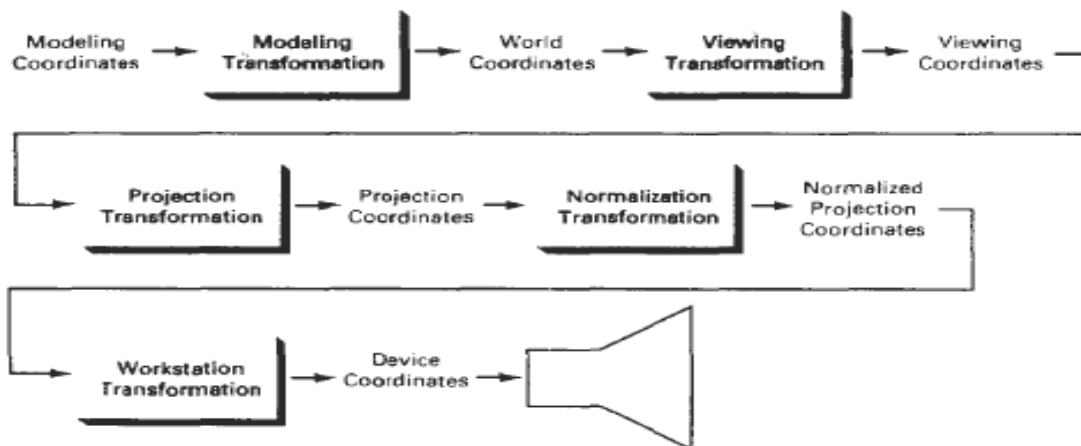 Modeling
Coordinates
Modeling
Transformation
World
Coordinates
Viewing
Transformation
Viewing
Coordinates
Projection
Transformation
Projection
Coordinates
Normalization
Transformation
Normalized
Projection
Coordinates
Workstation
Transformation
Device
Coordinates